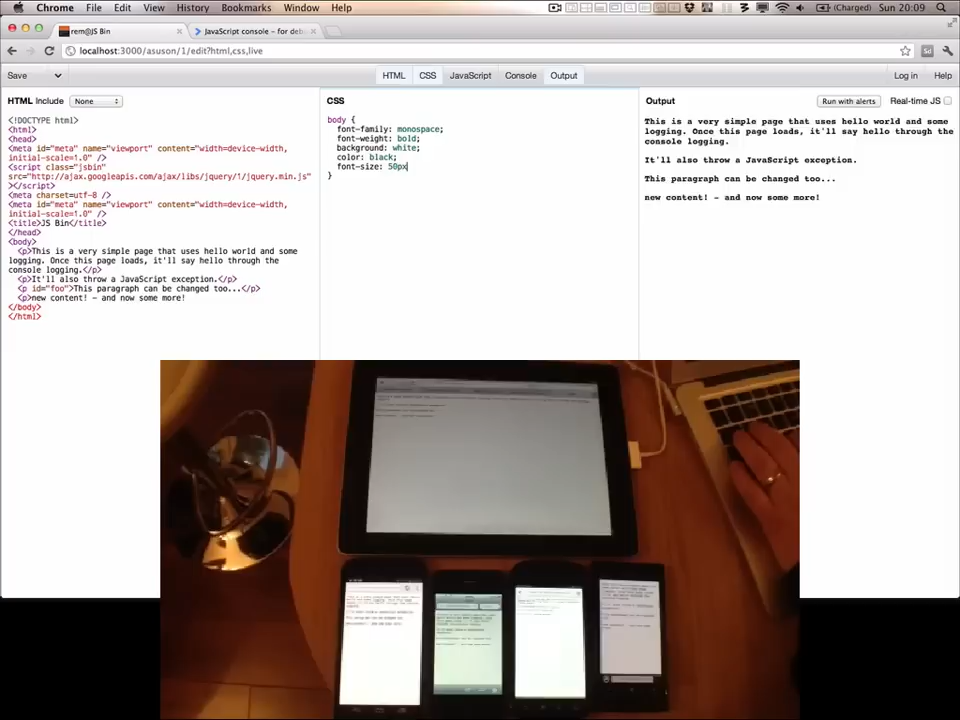 Chrome File Edit View History Bookmarks Window Help (Charged) Sun 20:09
rem@JS Bin JavaScript console – for deb
localhost:3000/asuson/1/edit?html,css,live
Save HTML CSS JavaScript Console Output Log in Help
HTML Include None
<!DOCTYPE html>
<html>
<head>
<meta id="meta" name="viewport" content="width=device-width,
initial-scale=1.0" />
<script class="jsbin"
src="http://ajax.googleapis.com/ajax/libs/jquery/1/jquery.min.js"
></script>
<meta charset=utf-8 />
<meta id="meta" name="viewport" content="width=device-width,
initial-scale=1.0" />
<title>JS Bin</title>
</head>
<body>
<p>This is a very simple page that uses hello world and some
logging. Once this page loads, it'll say hello through the
console logging.</p>
<p>It'll also throw a JavaScript exception.</p>
<p id="foo">This paragraph can be changed too...</p>
<p>new content! – and now some more!
</body>
</html>
CSS
body {
font-family: monospace;
font-weight: bold;
background: white;
color: black;
font-size: 50px
}
Output Run with alerts Real-time JS
This is a very simple page that uses hello world and some
logging. Once this page loads, it'll say hello through the
console logging.
It'll also throw a JavaScript exception.
This paragraph can be changed too...
new content! – and now some more!